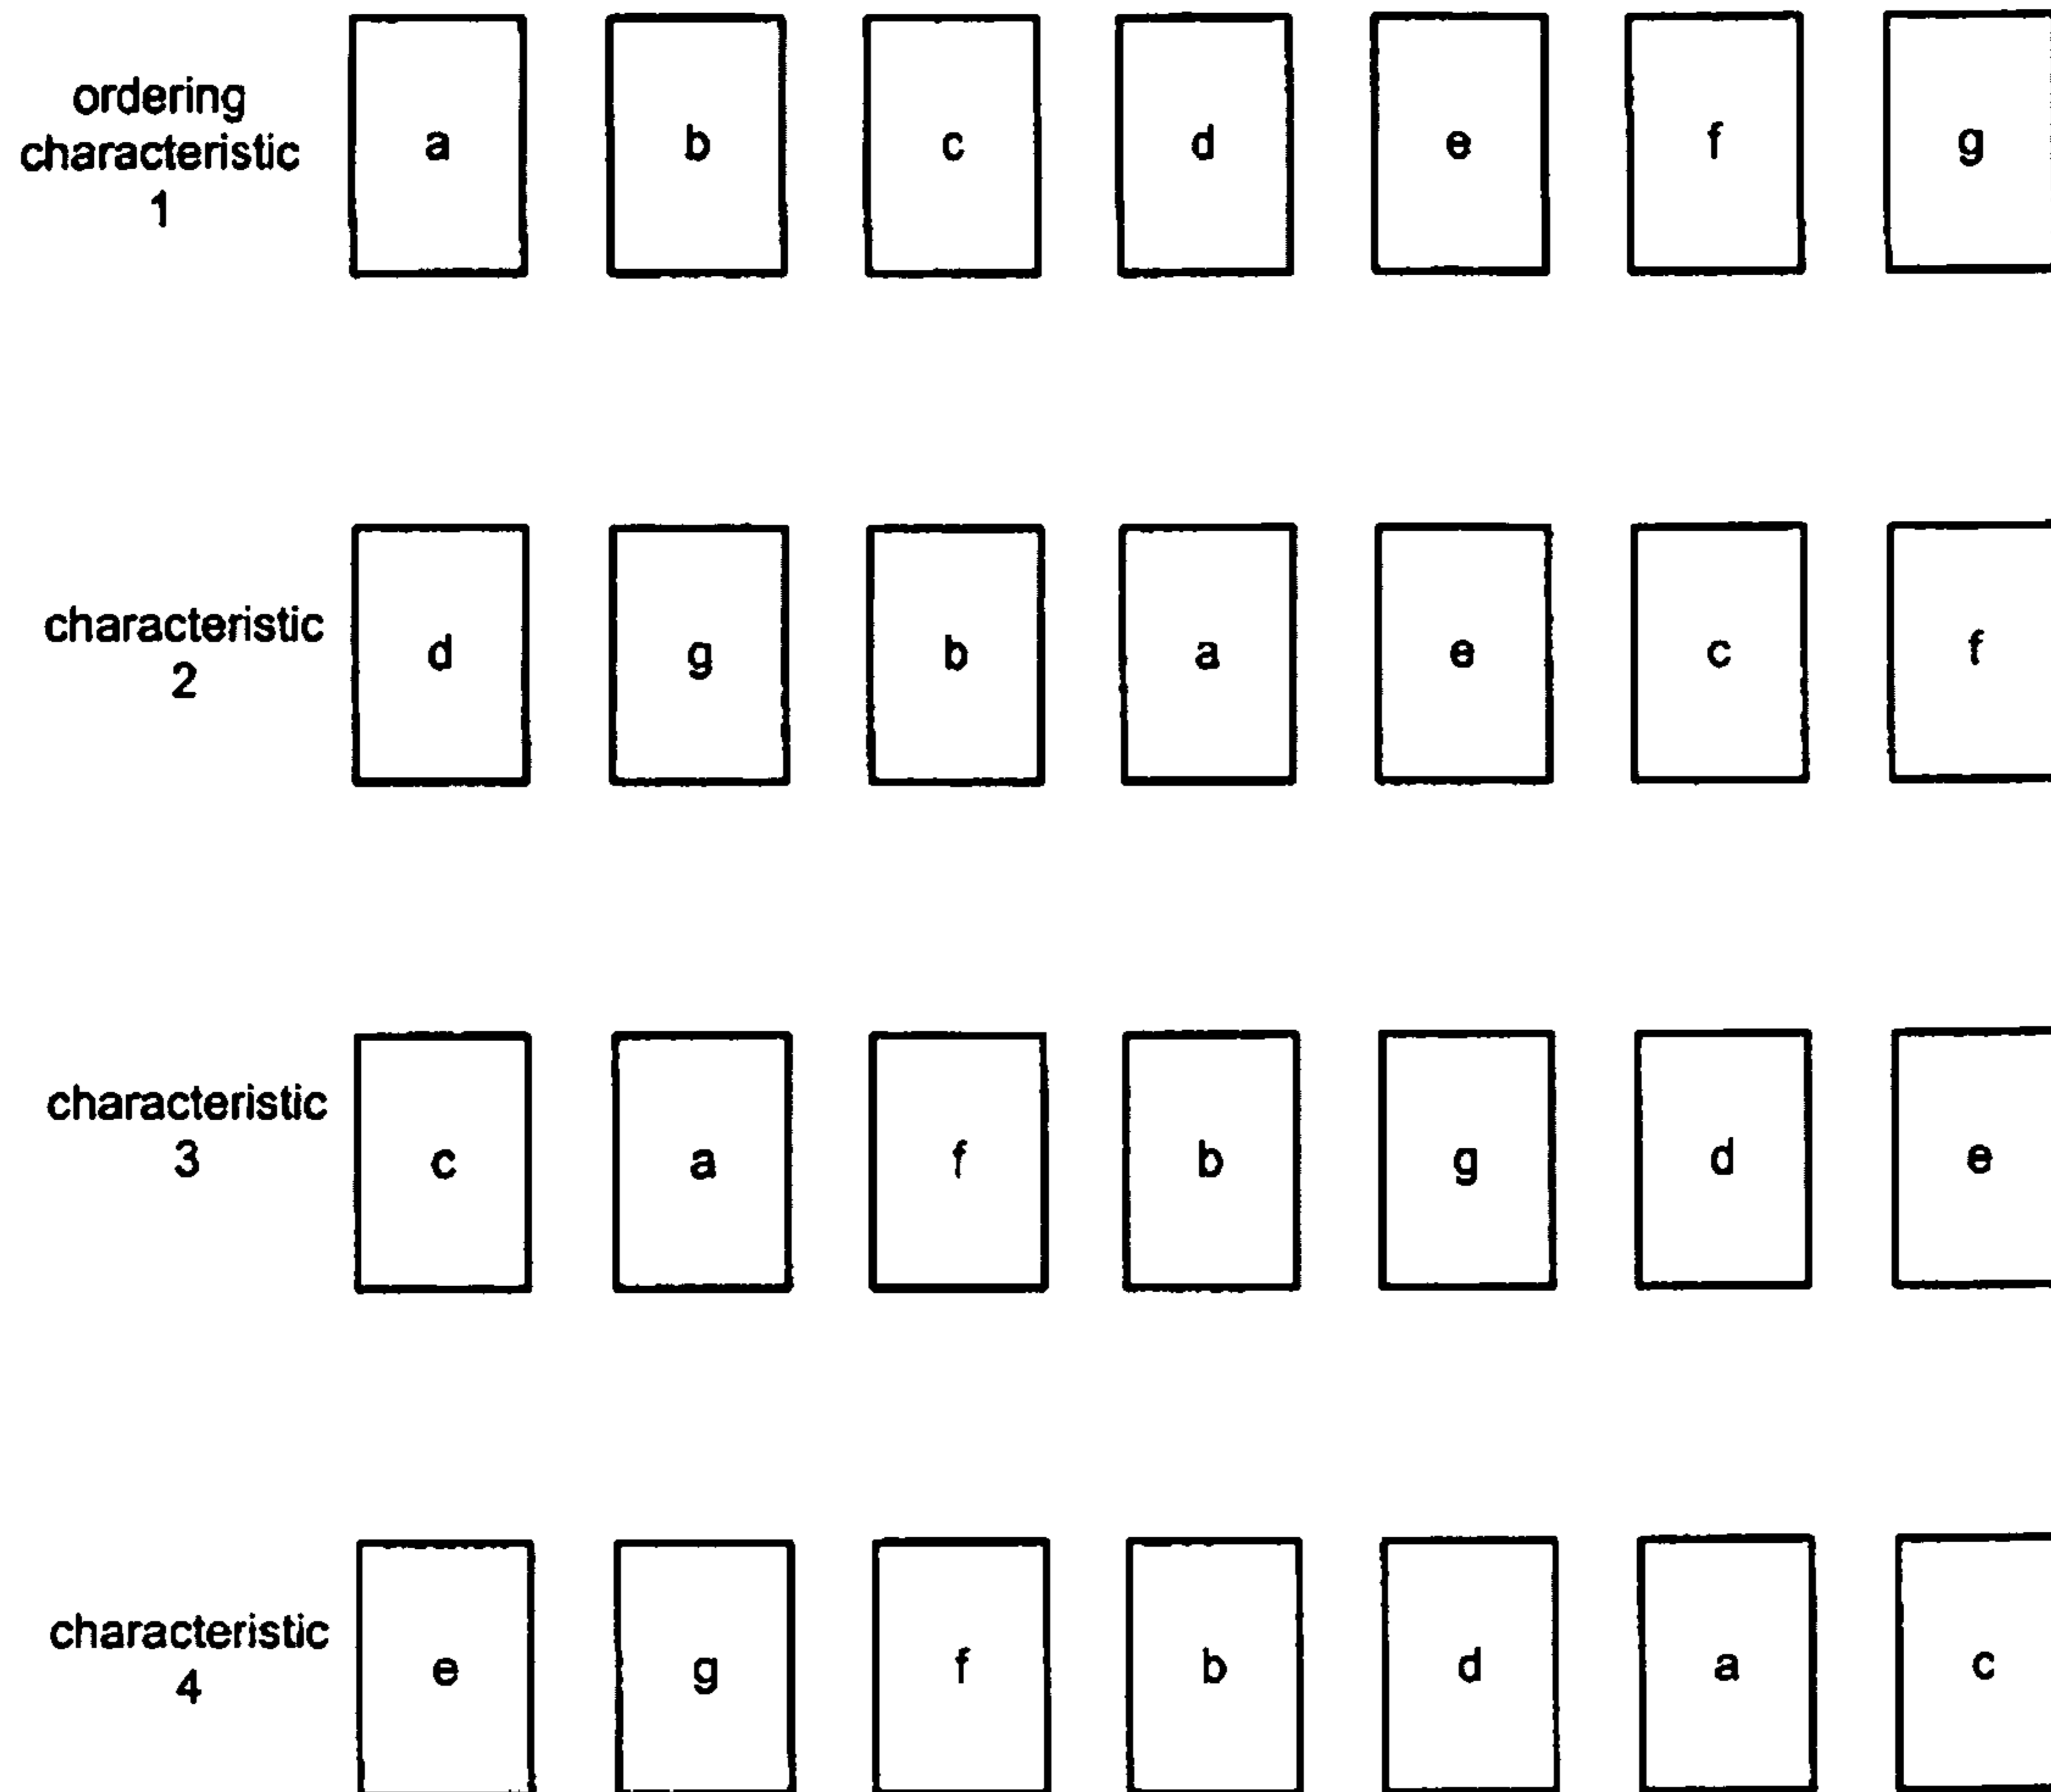 ordering
characteristic
1
a b c d e f g
characteristic
2
d g b a e c f
characteristic
3
c a f b g d e
characteristic
4
e g f b d a c